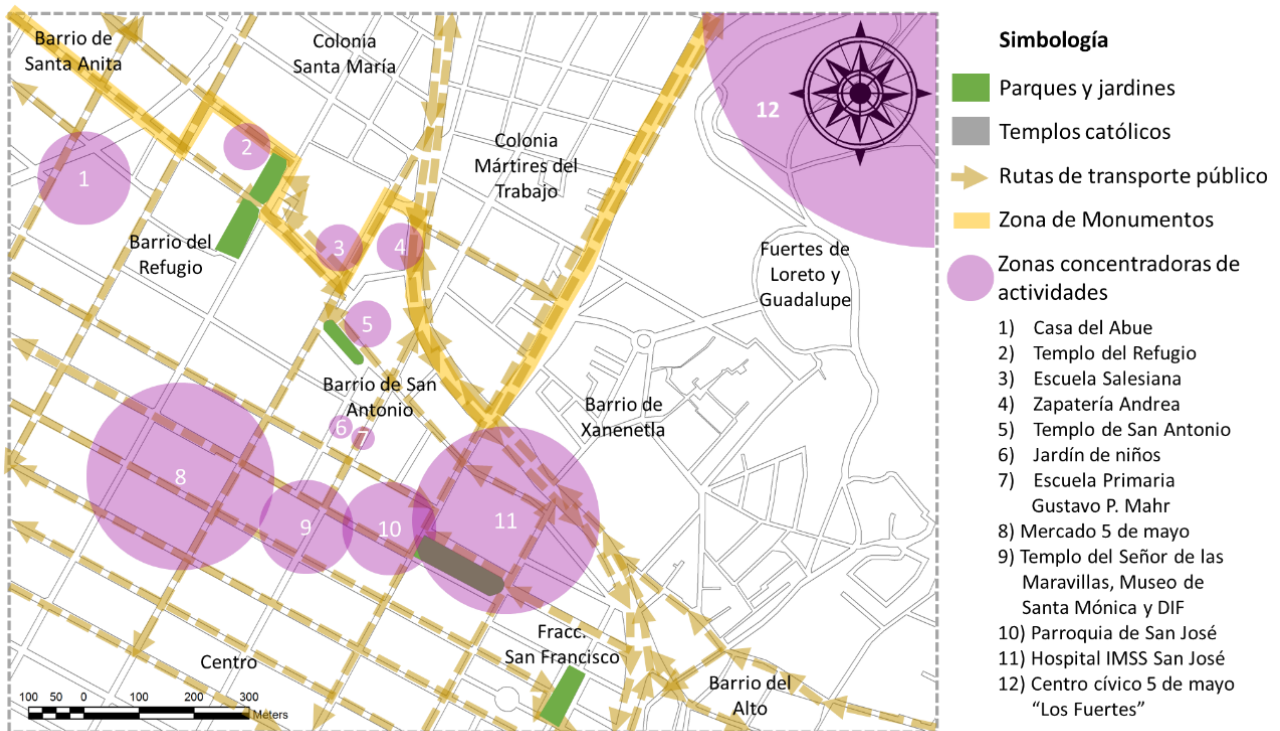 Barrio de
Santa Anita
Colonia
Santa María
Colonia
Mártires del
Trabajo
12
1
2
3
4
5
6
7
8
9
10
11
Barrio del
Refugio
Fuertes de
Loreto y
Guadalupe
Barrio de San
Antonio
Barrio de
Xanenetla
Centro
Fracc.
San Francisco
Barrio del
Alto
100 50 0 100 200 300
Meters
Simbología
Parques y jardines
Templos católicos
Rutas de transporte público
Zona de Monumentos
Zonas concentradoras de
actividades
1) Casa del Abue
2) Templo del Refugio
3) Escuela Salesiana
4) Zapatería Andrea
5) Templo de San Antonio
6) Jardín de niños
7) Escuela Primaria
Gustavo P. Mahr
8) Mercado 5 de mayo
9) Templo del Señor de las
Maravillas, Museo de
Santa Mónica y DIF
10) Parroquia de San José
11) Hospital IMSS San José
12) Centro cívico 5 de mayo
“Los Fuertes”